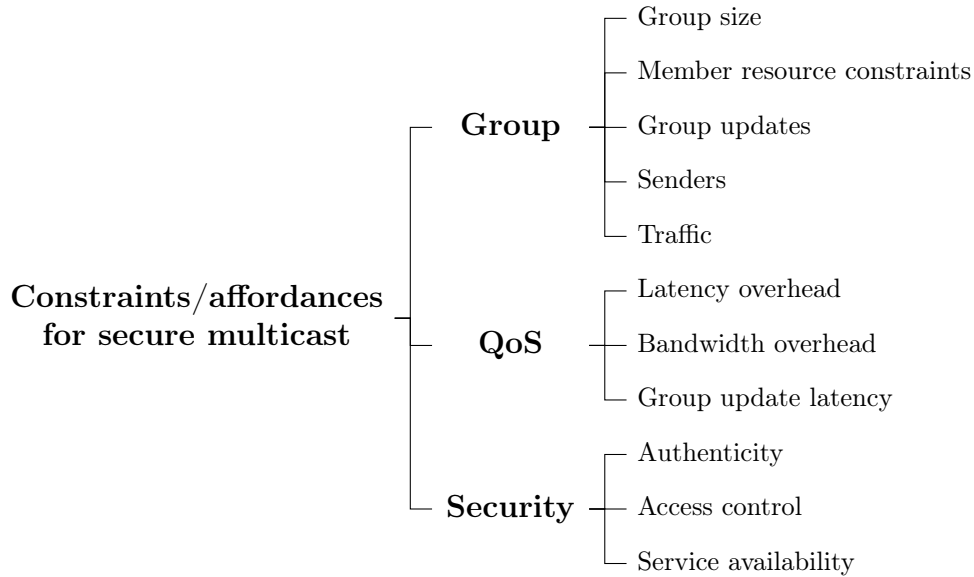 Constraints/affordances
for secure multicast
Group
Group size
Member resource constraints
Group updates
Senders
Traffic
QoS
Latency overhead
Bandwidth overhead
Group update latency
Security
Authenticity
Access control
Service availability